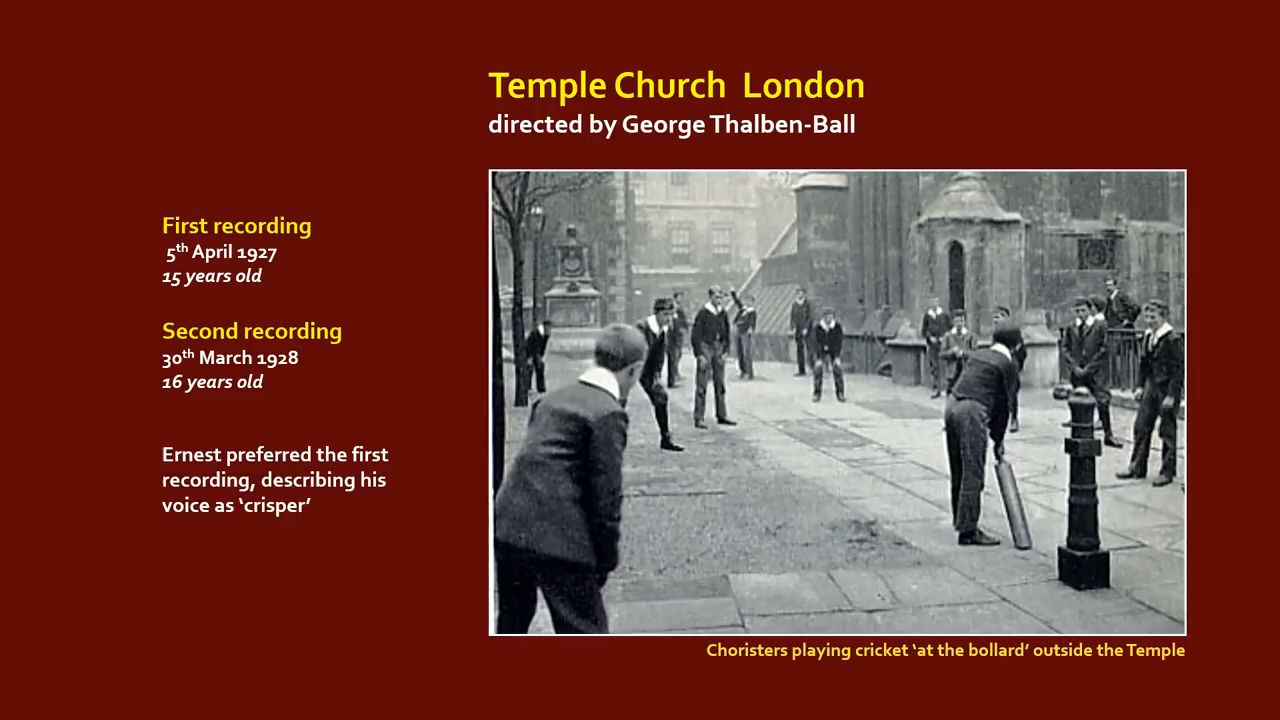 Temple Church London
directed by George Thalben-Ball
First recording
5th April 1927
15 years old
Second recording
30th March 1928
16 years old
Ernest preferred the first
recording, describing his
voice as ‘crisper’
Choristers playing cricket ‘at the bollard’ outside the Temple